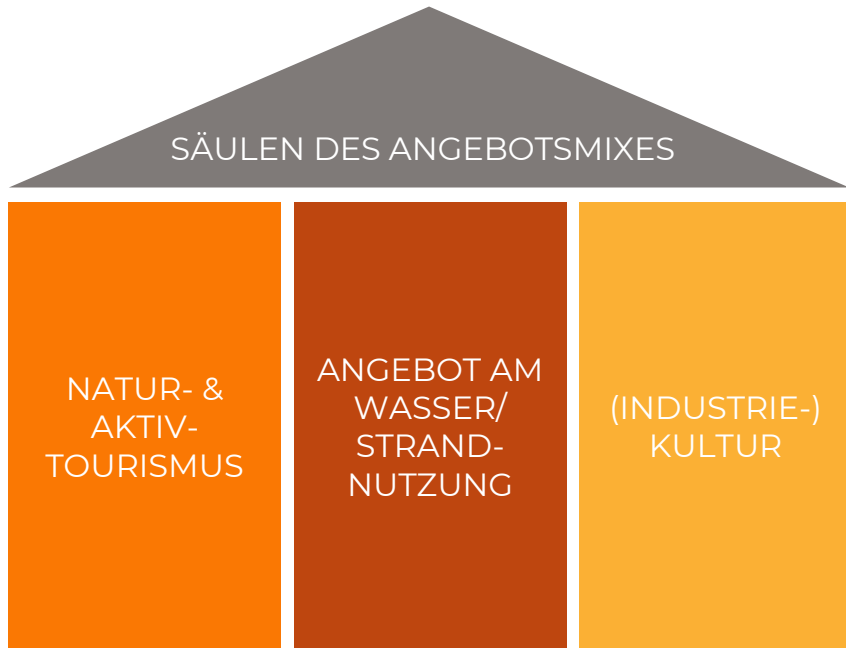 SÄULEN DES ANGEBOTSMIXES
NATUR- &
AKTIV-
TOURISMUS
ANGEBOT AM
WASSER/
STRAND-
NUTZUNG
(INDUSTRIE-)
KULTUR